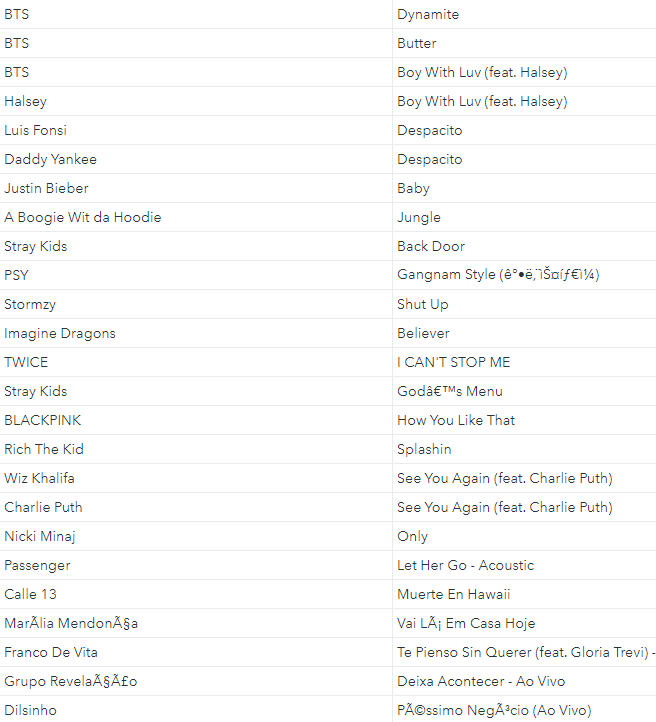 BTS Dynamite
BTS Butter
BTS Boy With Luv (feat. Halsey)
Halsey Boy With Luv (feat. Halsey)
Luis Fonsi Despacito
Daddy Yankee Despacito
Justin Bieber Baby
A Boogie Wit da Hoodie Jungle
Stray Kids Back Door
PSY Gangnam Style (ê°•ë‚¨ìŠ¤íƒ€ì¼)
Stormzy Shut Up
Imagine Dragons Believer
TWICE I CAN'T STOP ME
Stray Kids Godâ€™s Menu
BLACKPINK How You Like That
Rich The Kid Splashin
Wiz Khalifa See You Again (feat. Charlie Puth)
Charlie Puth See You Again (feat. Charlie Puth)
Nicki Minaj Only
Passenger Let Her Go - Acoustic
Calle 13 Muerte En Hawaii
MarÃlia MendonÃ§a Vai LÃ¡ Em Casa Hoje
Franco De Vita Te Pienso Sin Querer (feat. Gloria Trevi) -
Grupo RevelaÃ§Ã£o Deixa Acontecer - Ao Vivo
Dilsinho PÃ©ssimo NegÃ³cio (Ao Vivo)